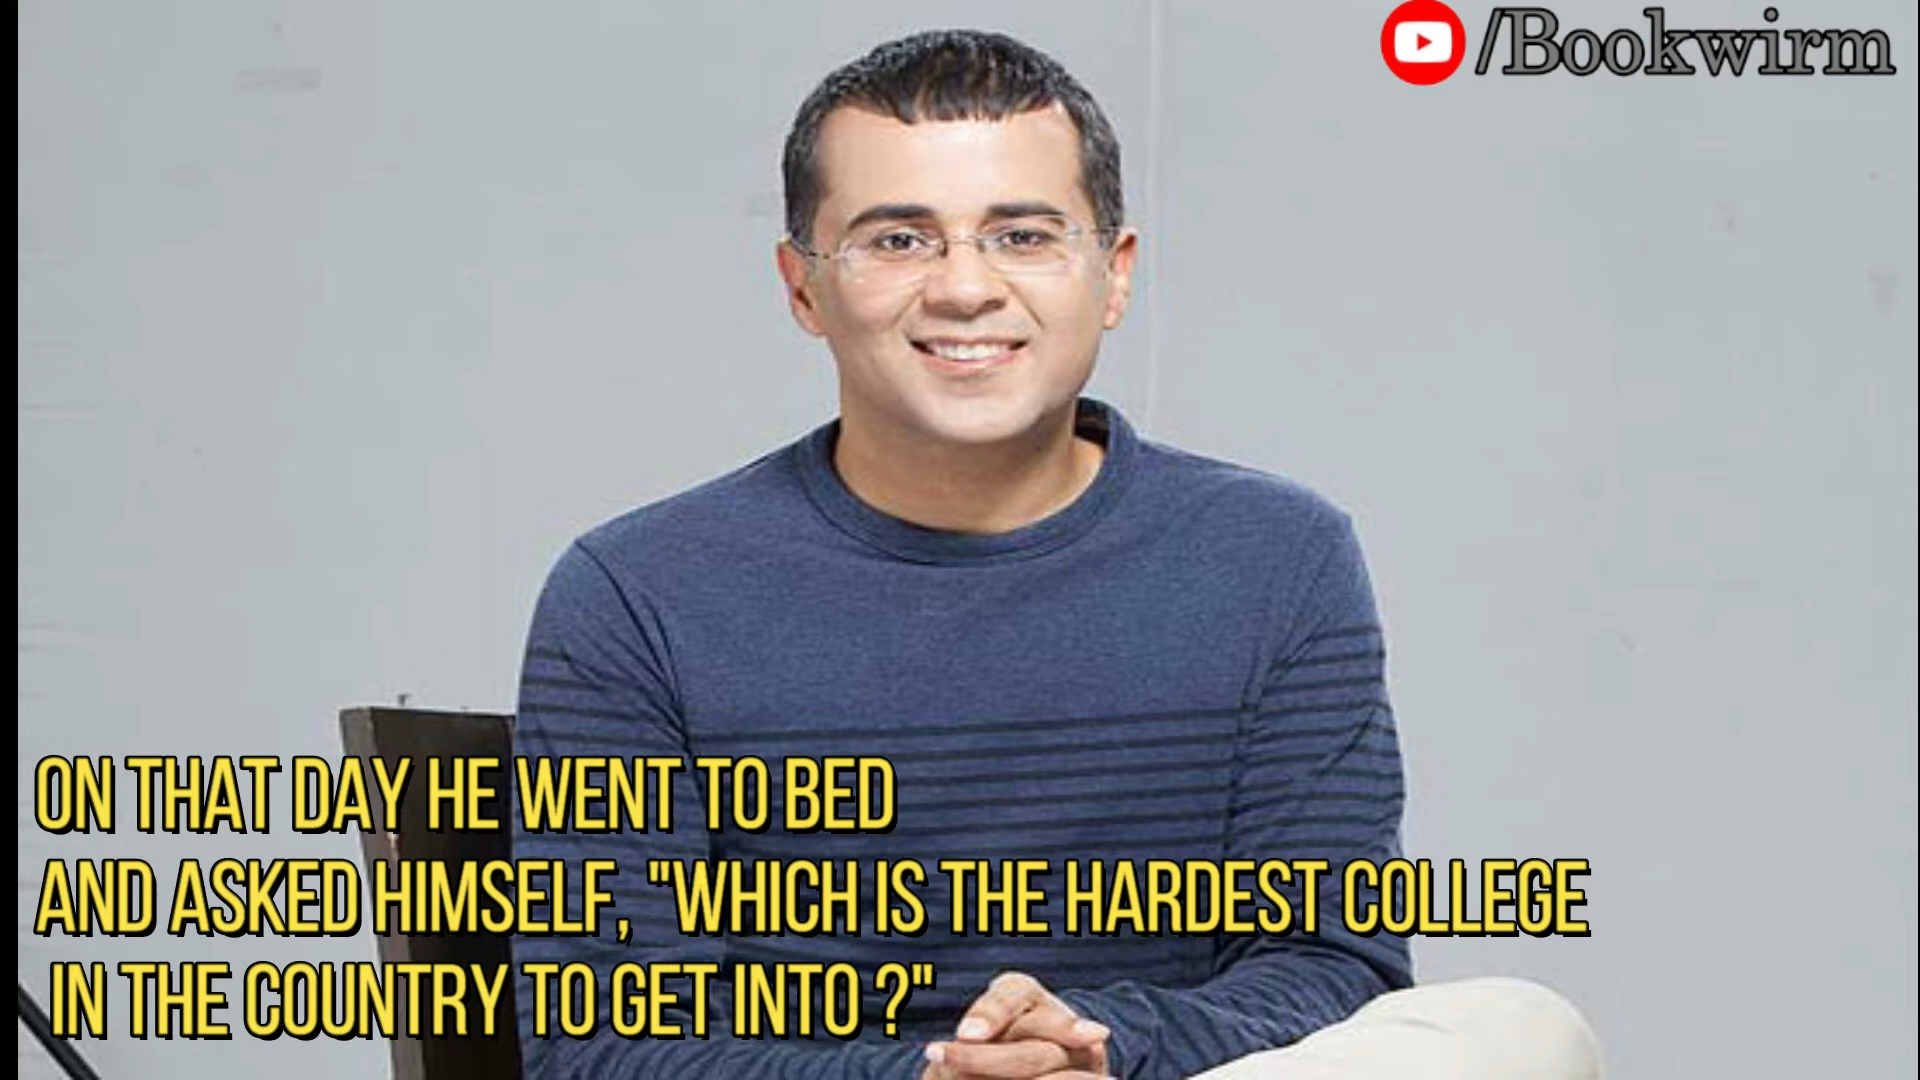 /Bookwirm
ON THAT DAY HE WENT TO BED
AND ASKED HIMSELF, "WHICH IS THE HARDEST COLLEGE
IN THE COUNTRY TO GET INTO ?"